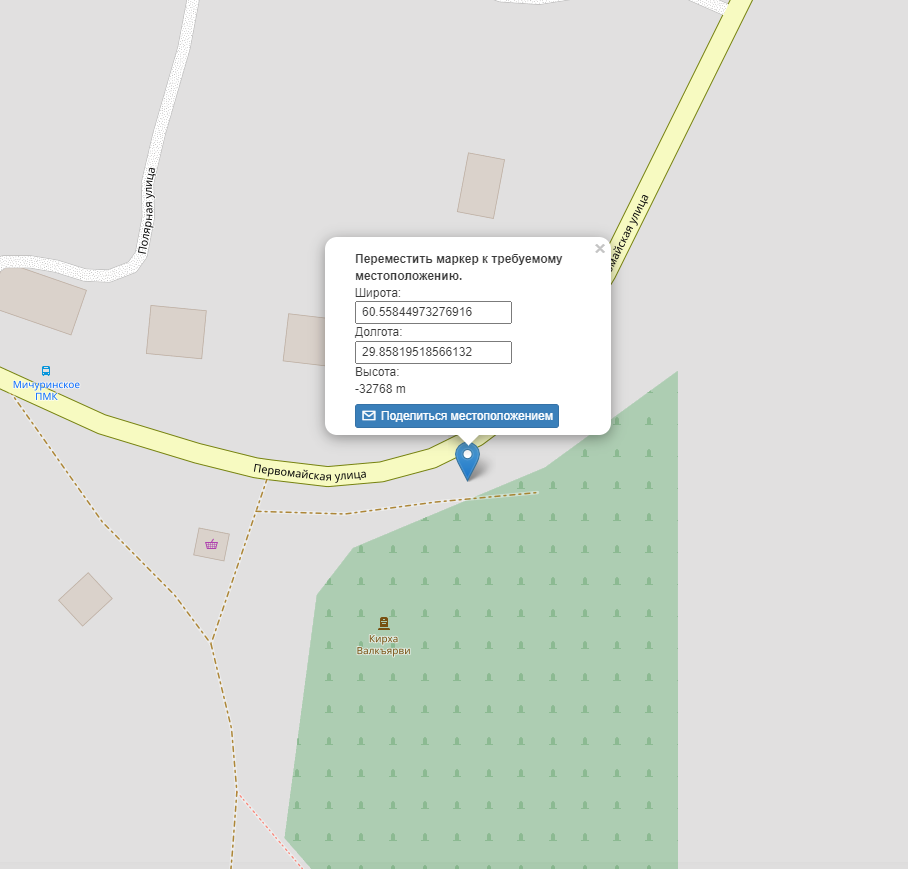 Полярная улица
омайская улица
×
Переместить маркер к требуемому
местоположению.
Широта:
60.55844973276916
Долгота:
29.85819518566132
Высота:
-32768 m
Поделиться местоположением
Мичуринское
ПМК
Первомайская улица
Кирха
Валкъярви